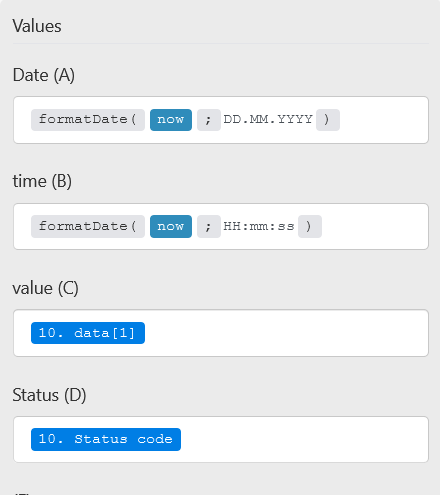 Values
Date (A)
formatDate( now ; DD.MM.YYYY )
time (B)
formatDate( now ; HH:mm:ss )
value (C)
10. data[1]
Status (D)
10. Status code